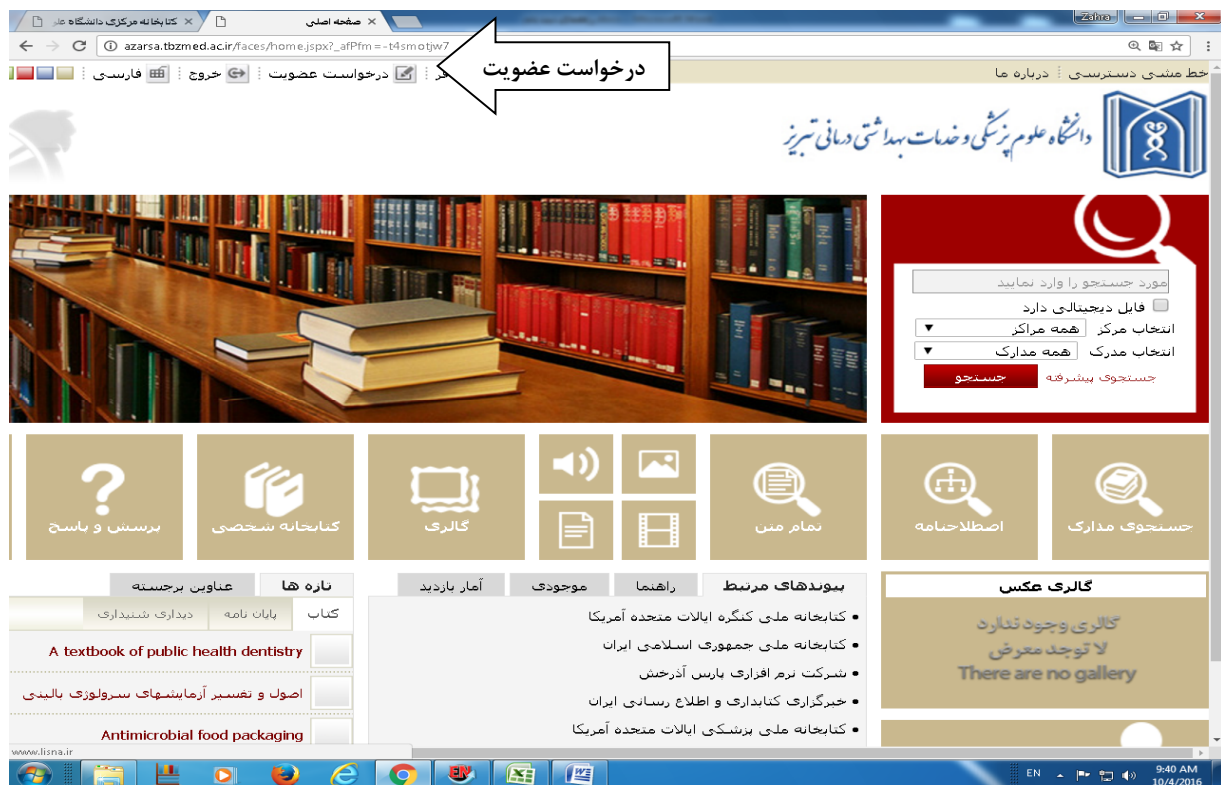 صفحه اصلی
کتابخانه مرکزی دانشگاه علو
Zahra
azarsa.tbzmed.ac.ir/faces/home.jspx?_afPfm=-t4smotjw7
درخواست عضویت
خط مشی دسترسی
درباره ما
درخواست عضویت
خروج
فارسی
دانشگاه علوم پزشکی و خدمات بهداشتی درمانی تبریز
مورد جستجو را وارد نمایید
فایل دیجیتالی دارد
انتخاب مرکز همه مراکز
انتخاب مدرک همه مدارک
جستجوی پیشرفته جستجو
جستجوی مدارک
اصطلاحنامه
تمام متن
گالری
کتابخانه شخصی
پرسش و پاسخ
گالری عکس
گالری وجود ندارد
لا توجد معرض
There are no gallery
پیوندهای مرتبط راهنما موجودی آمار بازدید
• کتابخانه ملی کنگره ایالات متحده آمریکا
• کتابخانه ملی جمهوری اسلامی ایران
• شرکت نرم افزاری پارس آذرخش
• خبرگزاری کتابداری و اطلاع رسانی ایران
• کتابخانه ملی پزشکی ایالات متحده آمریکا
تازه ها عناوین برجسته
کتاب پایان نامه دیداری شنیداری
A textbook of public health dentistry
اصول و تفسیر آزمایشهای سرولوژی بالینی
Antimicrobial food packaging
www.lisna.ir
EN
9:40 AM
10/4/2016